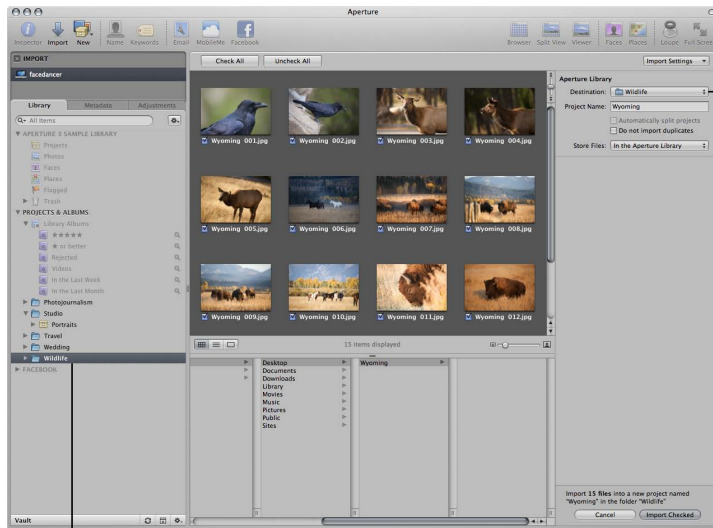 Aperture
Inspector Import New Name Keywords Email MobileMe Facebook Browser Split View Viewer Faces Places Loupe Full Screen
IMPORT
facedancer
Library Metadata Adjustments
All Items
APERTURE 3 SAMPLE LIBRARY
Projects
Photos
Faces
Places
Flagged
Trash
PROJECTS & ALBUMS
Library Albums
★★★★★
★ or better
Rejected
Videos
In the Last Week
In the Last Month
Photojournalism
Studio
Portraits
Travel
Wedding
Wildlife
FACEBOOK
Vault
Check All Uncheck All
Wyoming 001.jpg Wyoming 002.jpg Wyoming 003.jpg Wyoming 004.jpg
Wyoming 005.jpg Wyoming 006.jpg Wyoming 007.jpg Wyoming 008.jpg
Wyoming 009.jpg Wyoming 010.jpg Wyoming 011.jpg Wyoming 012.jpg
15 items displayed
Desktop
Documents
Downloads
Library
Movies
Music
Pictures
Public
Sites
Wyoming
Import Settings
Aperture Library
Destination: Wildlife
Project Name: Wyoming
Automatically split projects
Do not import duplicates
Store Files: In the Aperture Library
Import 15 files into a new project named
"Wyoming" in the folder "Wildlife"
Cancel Import Checked